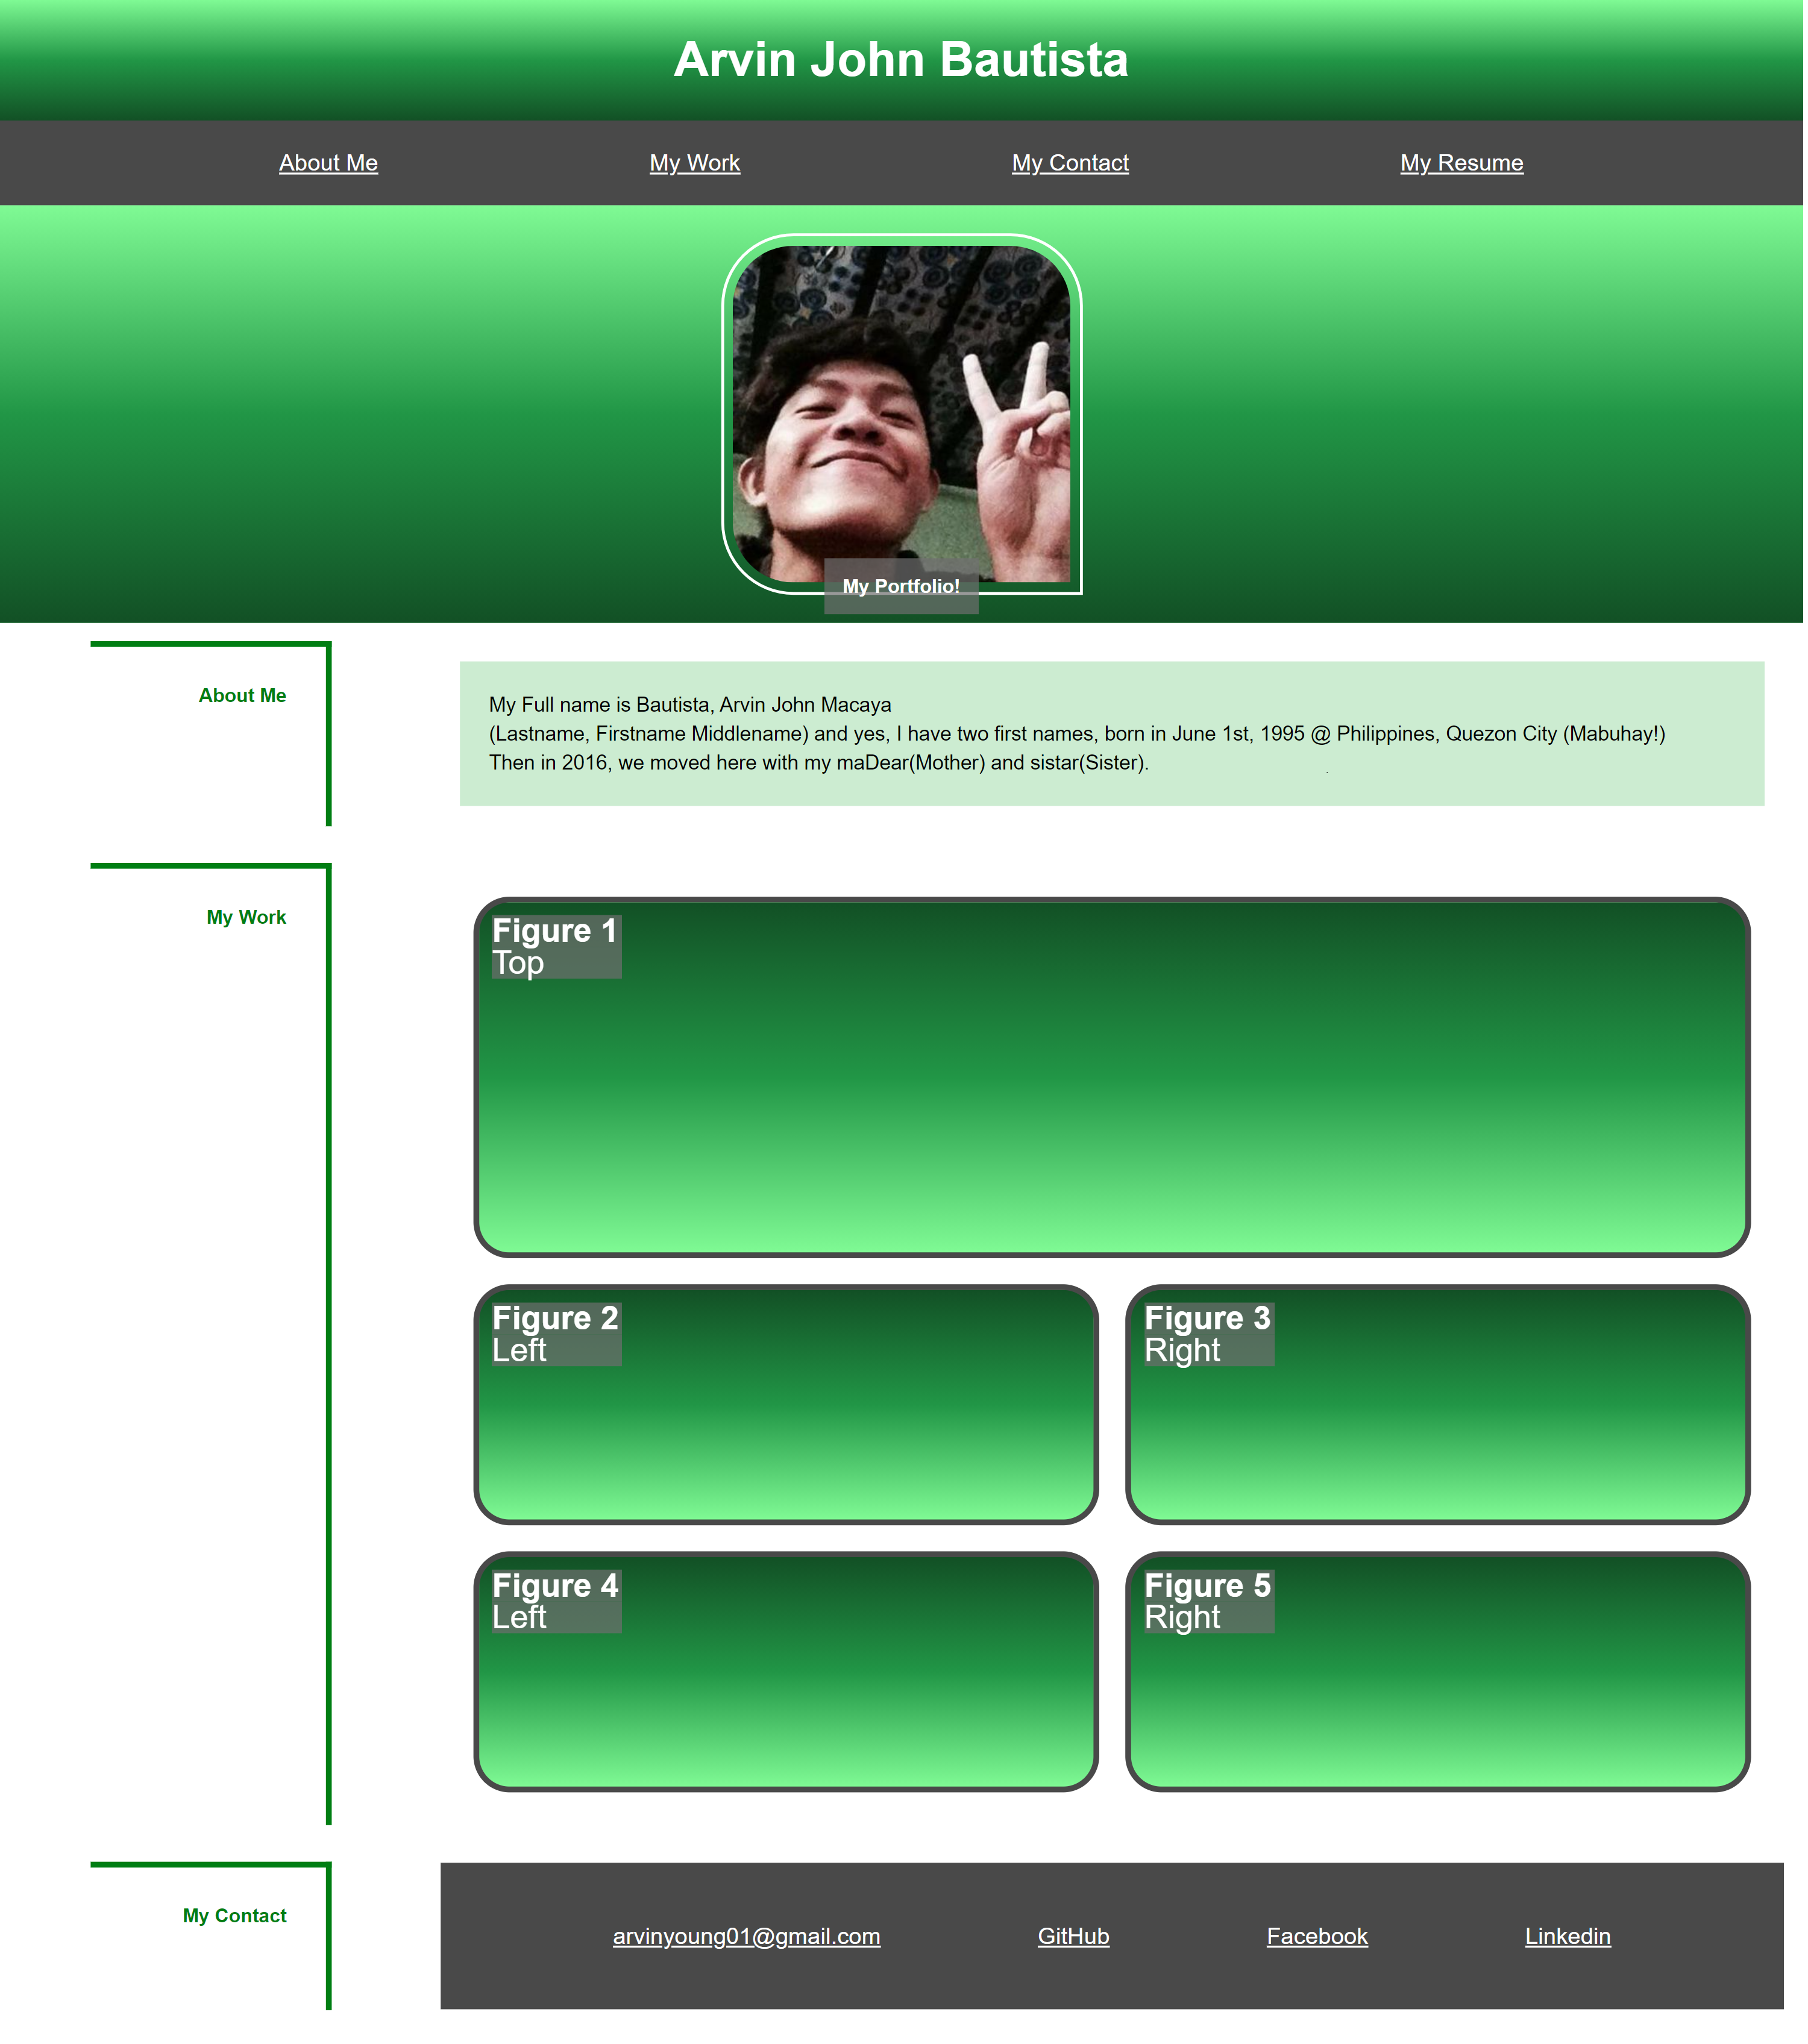 Arvin John Bautista
About Me
My Work
My Contact
My Resume
My Portfolio!
About Me
My Full name is Bautista, Arvin John Macaya
(Lastname, Firstname Middlename) and yes, I have two first names, born in June 1st, 1995 @ Philippines, Quezon City (Mabuhay!)
Then in 2016, we moved here with my maDear(Mother) and sistar(Sister).
My Work
Figure 1
Top
Figure 2
Left
Figure 3
Right
Figure 4
Left
Figure 5
Right
My Contact
arvinyoung01@gmail.com
GitHub
Facebook
Linkedin